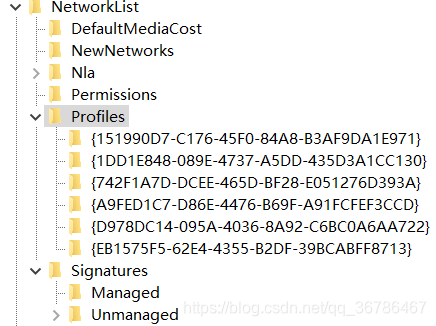 NetworkList
DefaultMediaCost
NewNetworks
Nla
Permissions
Profiles
{151990D7-C176-45F0-84A8-B3AF9DA1E971}
{1DD1E848-089E-4737-A5DD-435D3A1CC130}
{742F1A7D-DCEE-465D-BF28-E051276D393A}
{A9FED1C7-D86E-4476-B69F-A91FCFEF3CCD}
{D978DC14-095A-4036-8A92-C6BC0A6AA722}
{EB1575F5-62E4-4355-B2DF-39BCABFF8713}
Signatures
Managed
https://blog.csdn.net/qq_36786467
Unmanaged